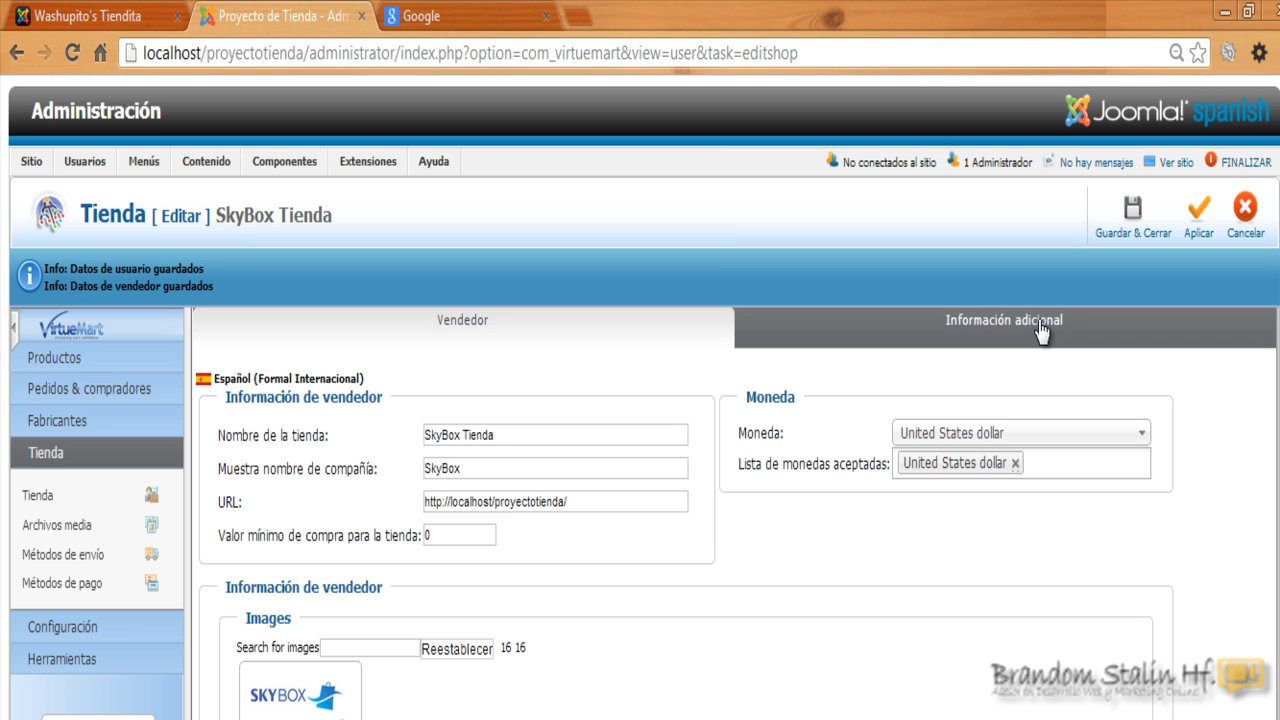 Washupito's Tiendita
Proyecto de Tienda - Adm
Google
localhost/proyectotienda/administrator/index.php?option=com_virtuemart&view=user&task=editshop
Administración
Joomla! spanish
Sitio Usuarios Menús Contenido Componentes Extensiones Ayuda
No conectados al sitio 1 Administrador No hay mensajes Ver sitio FINALIZAR
Tienda [ Editar ] SkyBox Tienda
Guardar & Cerrar Aplicar Cancelar
Info: Datos de usuario guardados
Info: Datos de vendedor guardados
VirtueMart
Productos
Pedidos & compradores
Fabricantes
Tienda
Tienda
Archivos media
Métodos de envío
Métodos de pago
Configuración
Herramientas
Vendedor
Información adicional
Español (Formal Internacional)
Información de vendedor
Nombre de la tienda: SkyBox Tienda
Muestra nombre de compañía: SkyBox
URL: http://localhost/proyectotienda/
Valor mínimo de compra para la tienda: 0
Moneda
Moneda: United States dollar
Lista de monedas aceptadas: United States dollar
Información de vendedor
Images
Search for images Reestablecer 16 16
SKYBOX
Brandom Stalin Hf.
Asesor en Desarrollo Web y Marketing Online